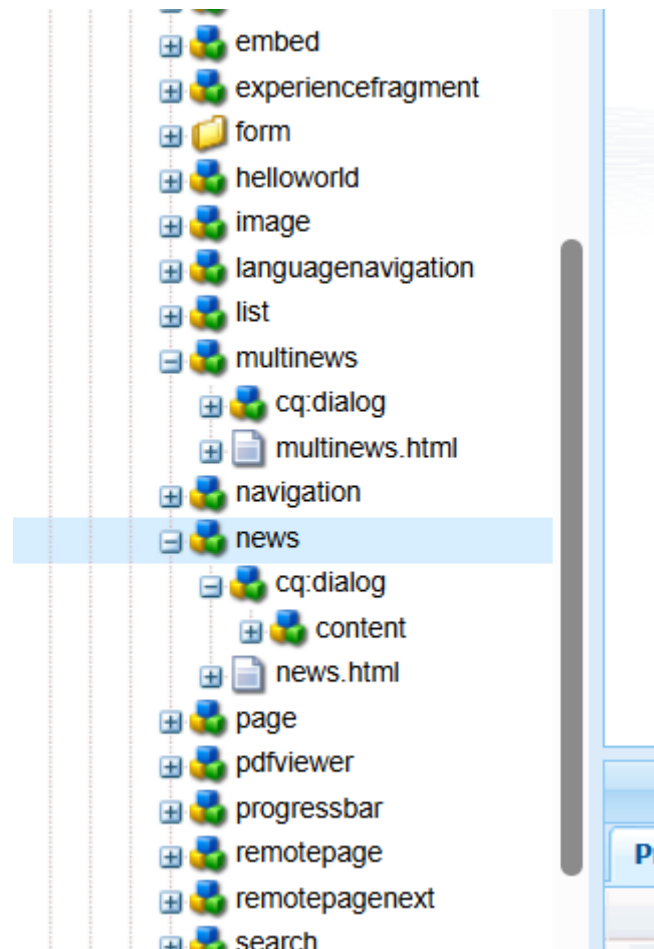 embed
experiencefragment
form
helloworld
image
languagenavigation
list
multinews
cq:dialog
multinews.html
navigation
news
cq:dialog
content
news.html
page
pdfviewer
progressbar
remotepage
remotepagenext
search